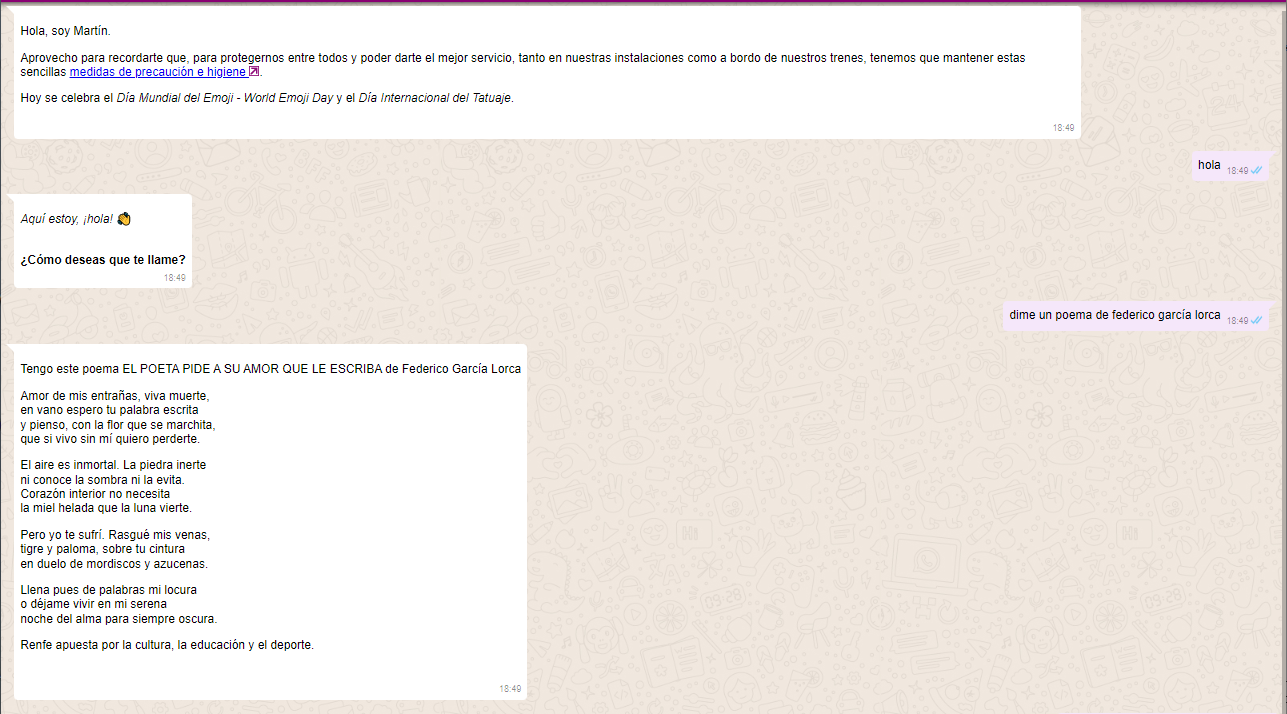 Hola, soy Martín.
Aprovecho para recordarte que, para protegernos entre todos y poder darte el mejor servicio, tanto en nuestras instalaciones como a bordo de nuestros trenes, tenemos que mantener estas
sencillas medidas de precaución e higiene.
Hoy se celebra el Día Mundial del Emoji - World Emoji Day y el Día Internacional del Tatuaje.
18:49
hola 18:49
Aquí estoy, ¡hola! 👏
¿Cómo deseas que te llame?
18:49
dime un poema de federico garcía lorca 18:49
Tengo este poema EL POETA PIDE A SU AMOR QUE LE ESCRIBA de Federico García Lorca
Amor de mis entrañas, viva muerte,
en vano espero tu palabra escrita
y pienso, con la flor que se marchita,
que si vivo sin mí quiero perderte.
El aire es inmortal. La piedra inerte
ni conoce la sombra ni la evita.
Corazón interior no necesita
la miel helada que la luna vierte.
Pero yo te sufrí. Rasgué mis venas,
tigre y paloma, sobre tu cintura
en duelo de mordiscos y azucenas.
Llena pues de palabras mi locura
o déjame vivir en mi serena
noche del alma para siempre oscura.
Renfe apuesta por la cultura, la educación y el deporte.
18:49